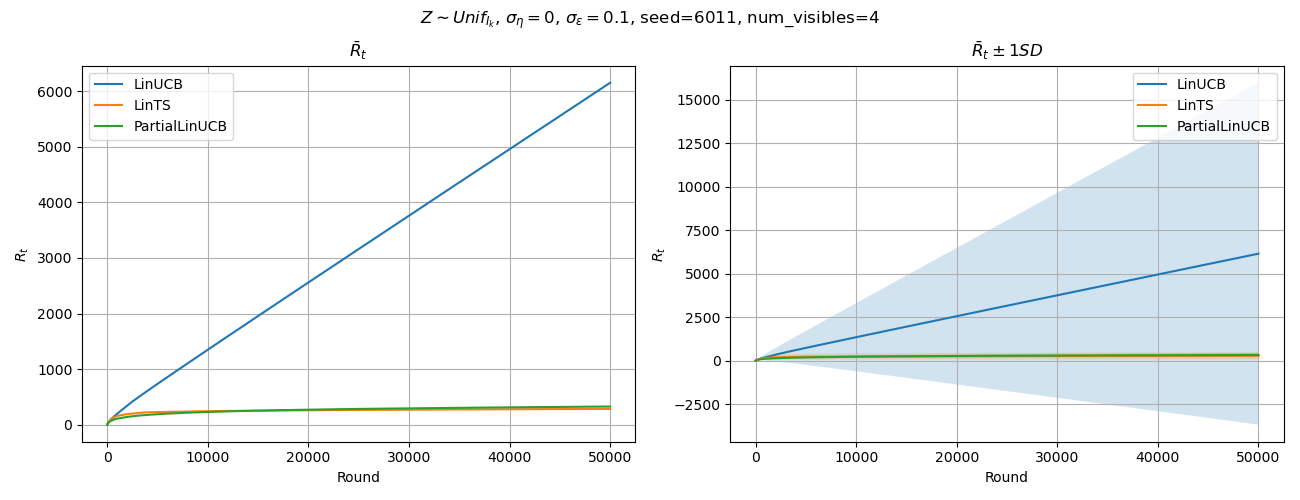 Z ~ Unif_{I_k}, σ_η = 0, σ_ε = 0.1, seed=6011, num_visibles=4
R̄_t
LinUCB
LinTS
PartialLinUCB
R_t
6000
5000
4000
3000
2000
1000
0
0 10000 20000 30000 40000 50000
Round
R̄_t ± 1SD
LinUCB
LinTS
PartialLinUCB
R_t
15000
12500
10000
7500
5000
2500
0
−2500
0 10000 20000 30000 40000 50000
Round